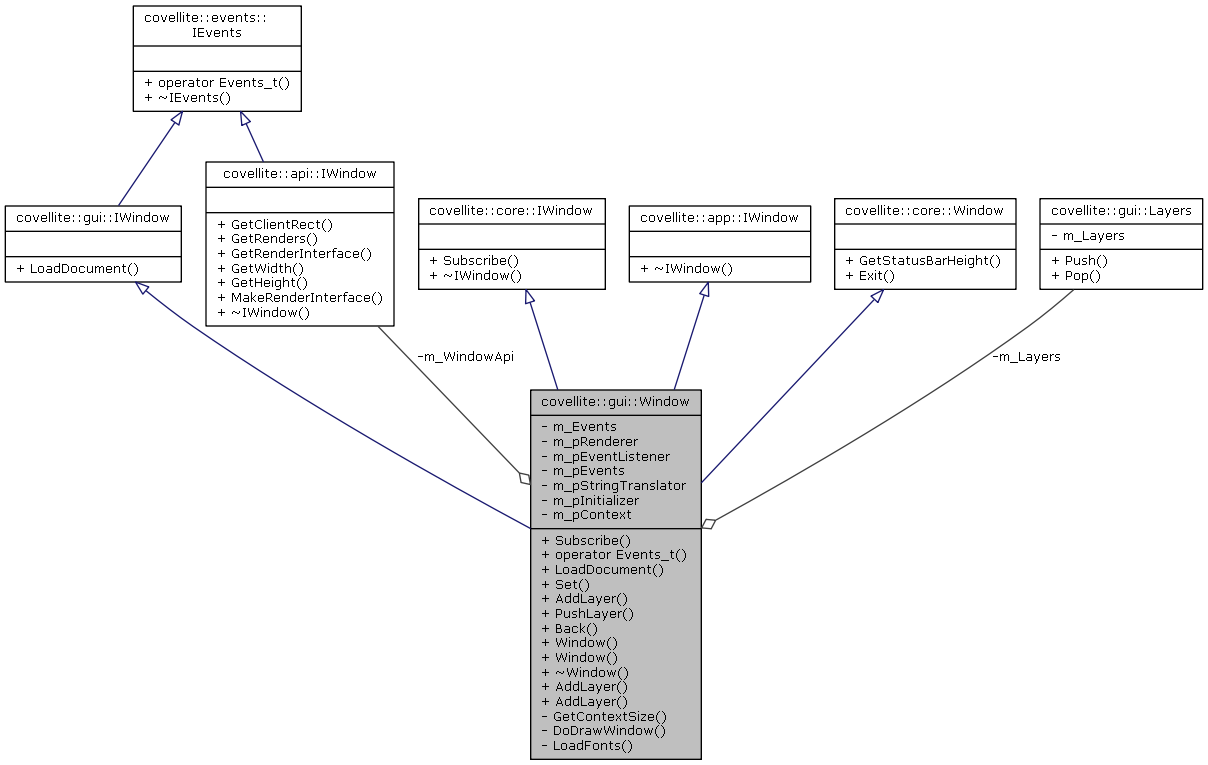 covellite::events::
IEvents
+ operator Events_t()
+ ~IEvents()
covellite::gui::IWindow
+ LoadDocument()
covellite::api::IWindow
+ GetClientRect()
+ GetRenders()
+ GetRenderInterface()
+ GetWidth()
+ GetHeight()
+ MakeRenderInterface()
+ ~IWindow()
covellite::core::IWindow
+ Subscribe()
+ ~IWindow()
covellite::app::IWindow
+ ~IWindow()
covellite::core::Window
+ GetStatusBarHeight()
+ Exit()
covellite::gui::Layers
- m_Layers
+ Push()
+ Pop()
-m_WindowApi
-m_Layers
covellite::gui::Window
- m_Events
- m_pRenderer
- m_pEventListener
- m_pEvents
- m_pStringTranslator
- m_pInitializer
- m_pContext
+ Subscribe()
+ operator Events_t()
+ LoadDocument()
+ Set()
+ AddLayer()
+ PushLayer()
+ Back()
+ Window()
+ Window()
+ ~Window()
+ AddLayer()
+ AddLayer()
- GetContextSize()
- DoDrawWindow()
- LoadFonts()